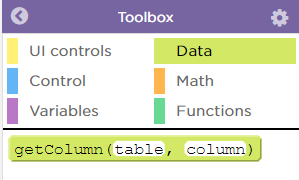 Toolbox
UI controls Data
Control Math
Variables Functions
getColumn(table, column)